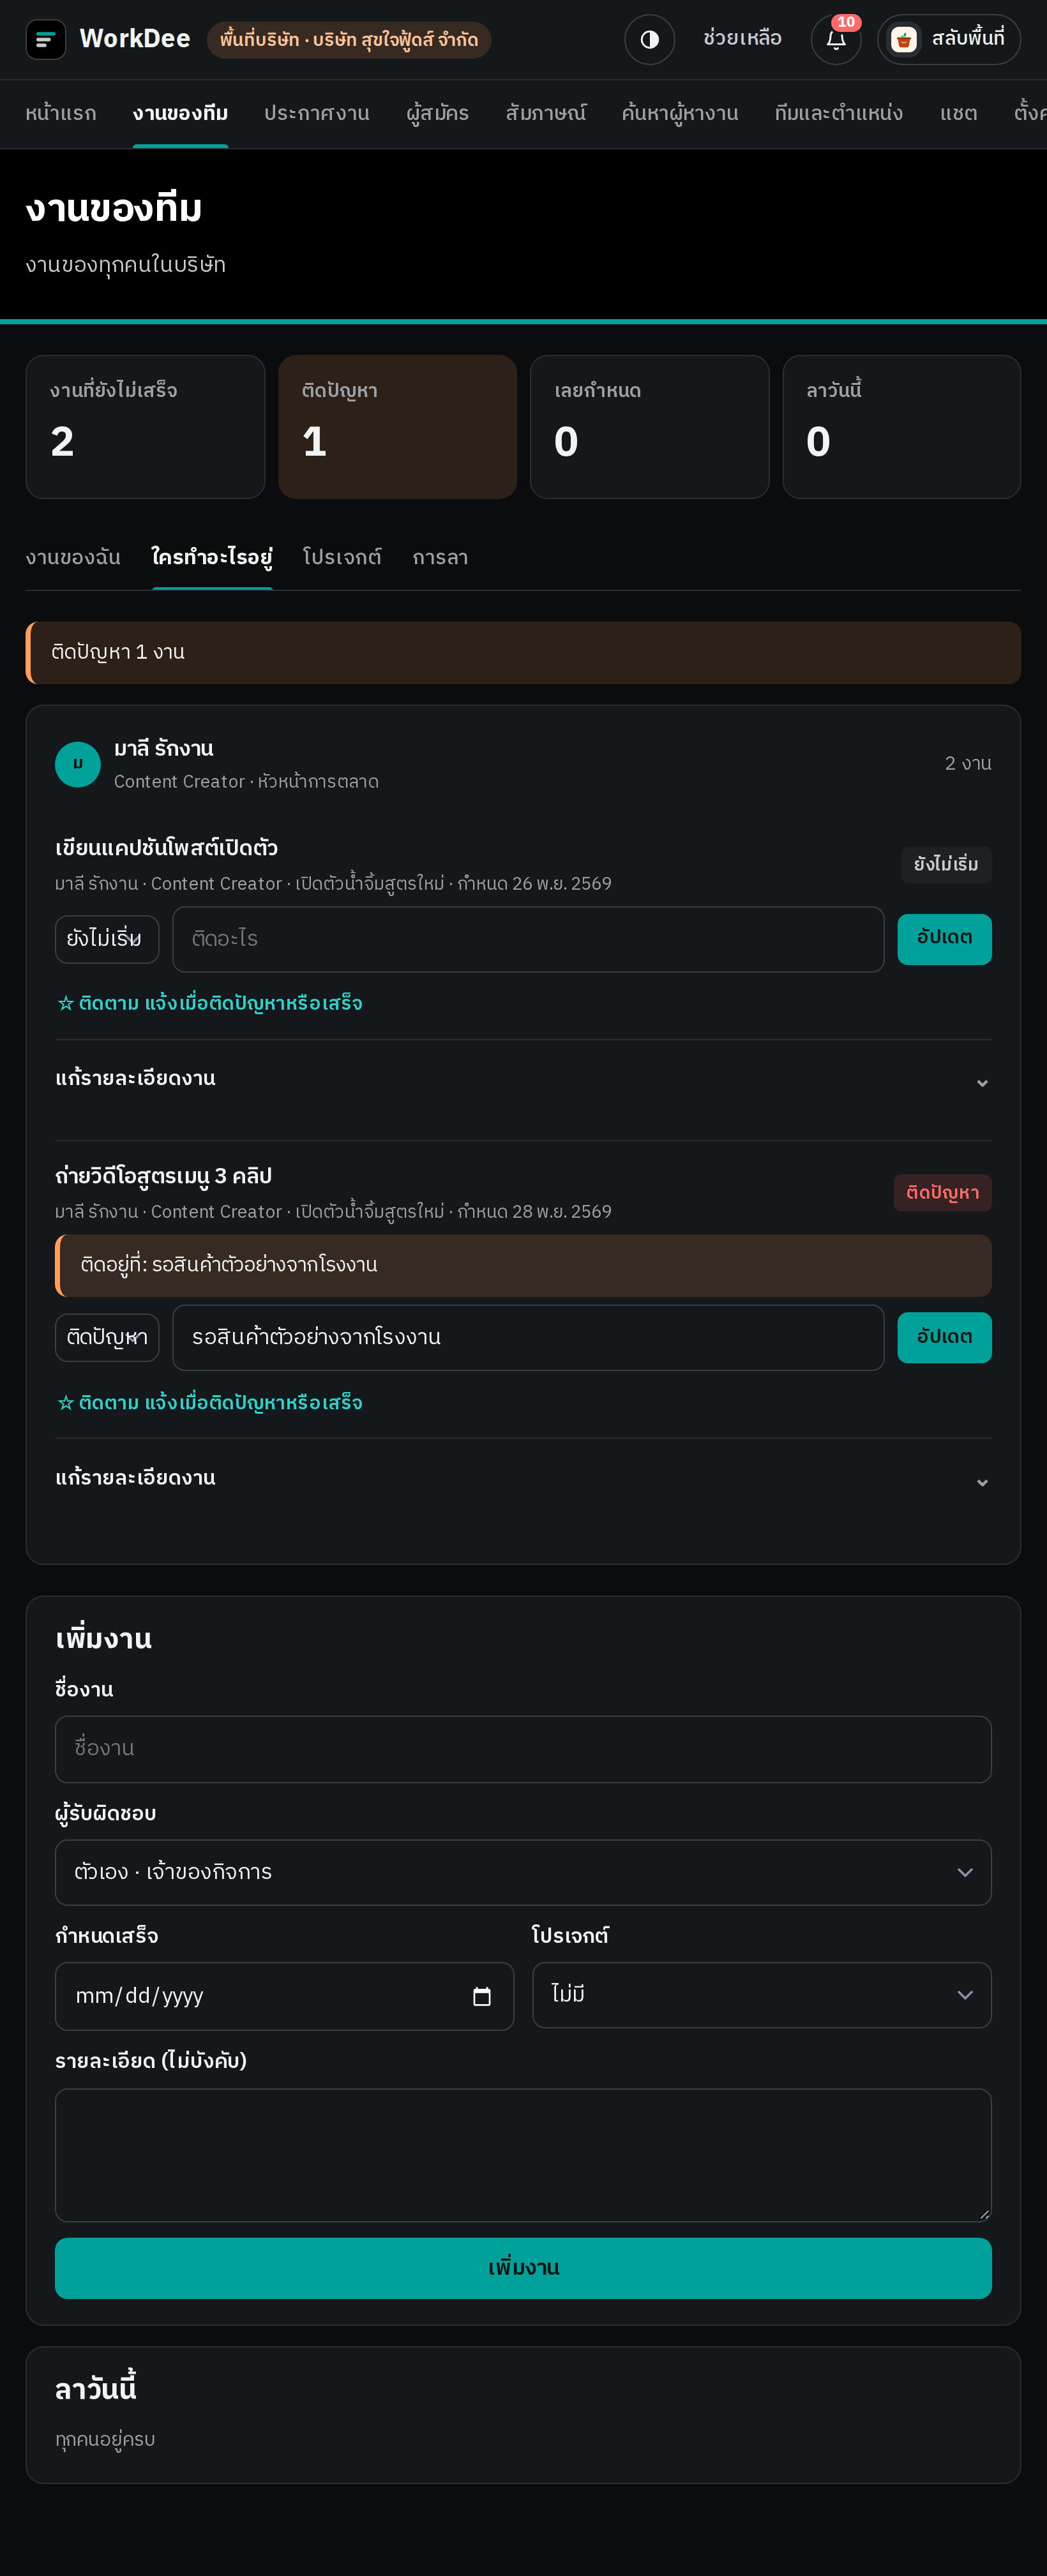 WorkDee
พื้นที่บริษัท · บริษัท สุขใจฟู้ดส์ จำกัด
ช่วยเหลือ
10
สลับพื้นที่
หน้าแรก
งานของทีม
ประกาศงาน
ผู้สมัคร
สัมภาษณ์
ค้นหาผู้หางาน
ทีมและตำแหน่ง
แชต
งานของทีม
งานของทุกคนในบริษัท
งานที่ยังไม่เสร็จ
2
ติดปัญหา
1
เลยกำหนด
0
ลาวันนี้
0
งานของฉัน
ใครทำอะไรอยู่
โปรเจกต์
การลา
ติดปัญหา 1 งาน
ม
มาลี รักงาน
Content Creator · หัวหน้าการตลาด
2 งาน
เขียนแคปชันโพสต์เปิดตัว
มาลี รักงาน · Content Creator · เปิดตัวน้ำจิ้มสูตรใหม่ · กำหนด 26 พ.ย. 2569
ยังไม่เริ่ม
ยังไม่เริ่ม
ติดอะไร
อัปเดต
☆ ติดตาม แจ้งเมื่อติดปัญหาหรือเสร็จ
แก้รายละเอียดงาน
ถ่ายวิดีโอสูตรเมนู 3 คลิป
มาลี รักงาน · Content Creator · เปิดตัวน้ำจิ้มสูตรใหม่ · กำหนด 28 พ.ย. 2569
ติดปัญหา
ติดอยู่ที่: รอสินค้าตัวอย่างจากโรงงาน
ติดปัญหา
รอสินค้าตัวอย่างจากโรงงาน
อัปเดต
☆ ติดตาม แจ้งเมื่อติดปัญหาหรือเสร็จ
แก้รายละเอียดงาน
เพิ่มงาน
ชื่องาน
ชื่องาน
ผู้รับผิดชอบ
ตัวเอง · เจ้าของกิจการ
กำหนดเสร็จ
โปรเจกต์
mm/dd/yyyy
ไม่มี
รายละเอียด (ไม่บังคับ)
เพิ่มงาน
ลาวันนี้
ทุกคนอยู่ครบ